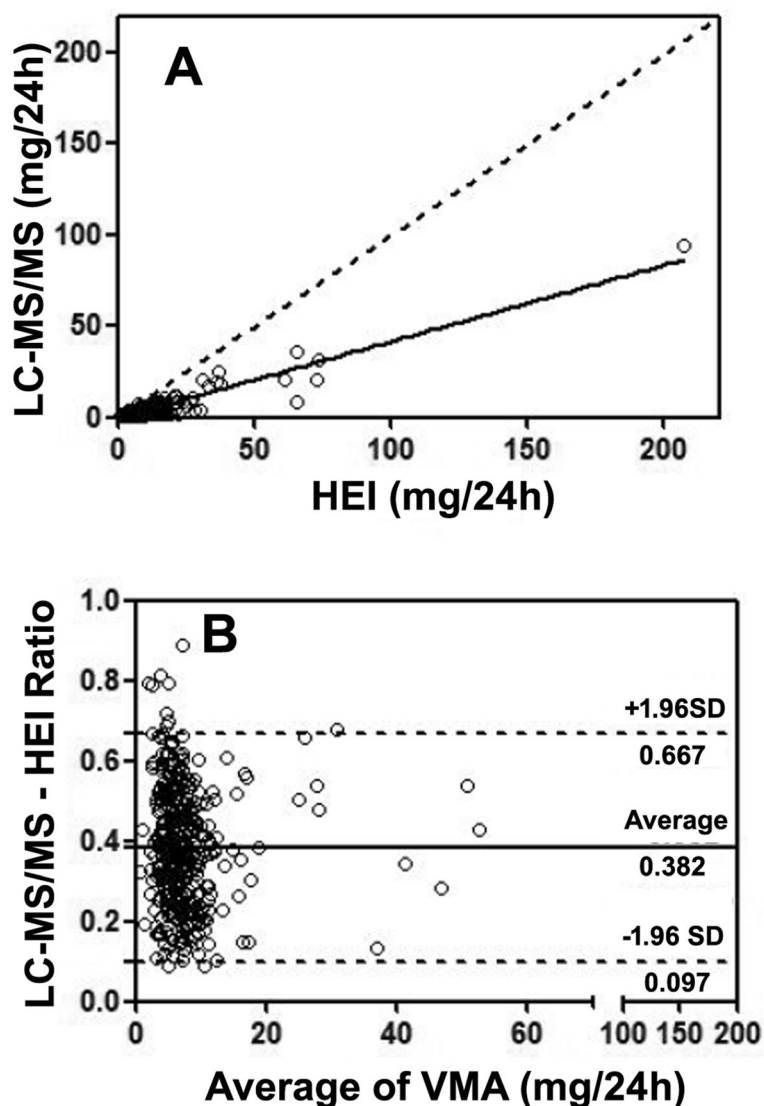 A
LC-MS/MS (mg/24h)
200
150
100
50
0
0 50 100 150 200
HEI (mg/24h)
B
LC-MS/MS - HEI Ratio
1.0
0.8
0.6
0.4
0.2
0.0
+1.96SD
0.667
Average
0.382
-1.96 SD
0.097
0 20 40 60 100 150 200
Average of VMA (mg/24h)